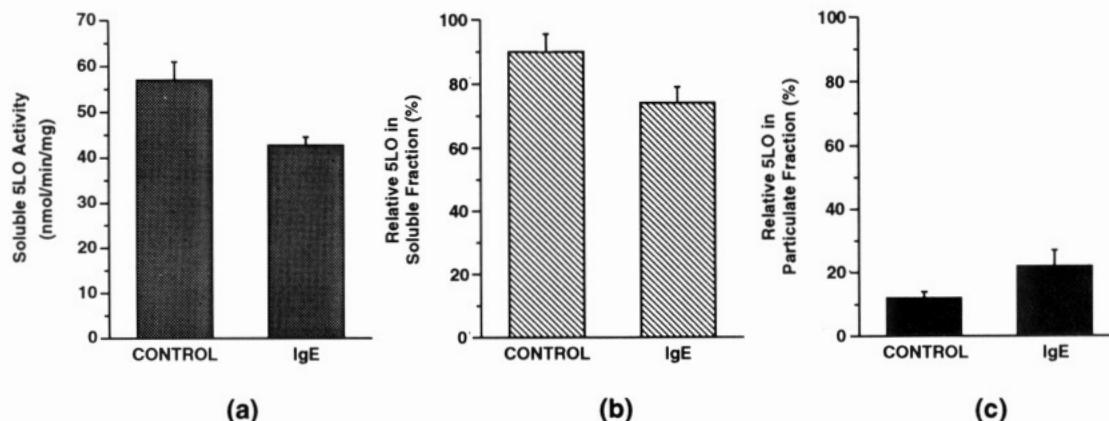 Soluble 5LO Activity
(nmol/min/mg)
70
60
50
40
30
20
10
0
CONTROL
IgE
(a)
Relative 5LO in
Soluble Fraction (%)
100
80
60
40
20
0
CONTROL
IgE
(b)
Relative 5LO in
Particulate Fraction (%)
100
80
60
40
20
0
CONTROL
IgE
(c)